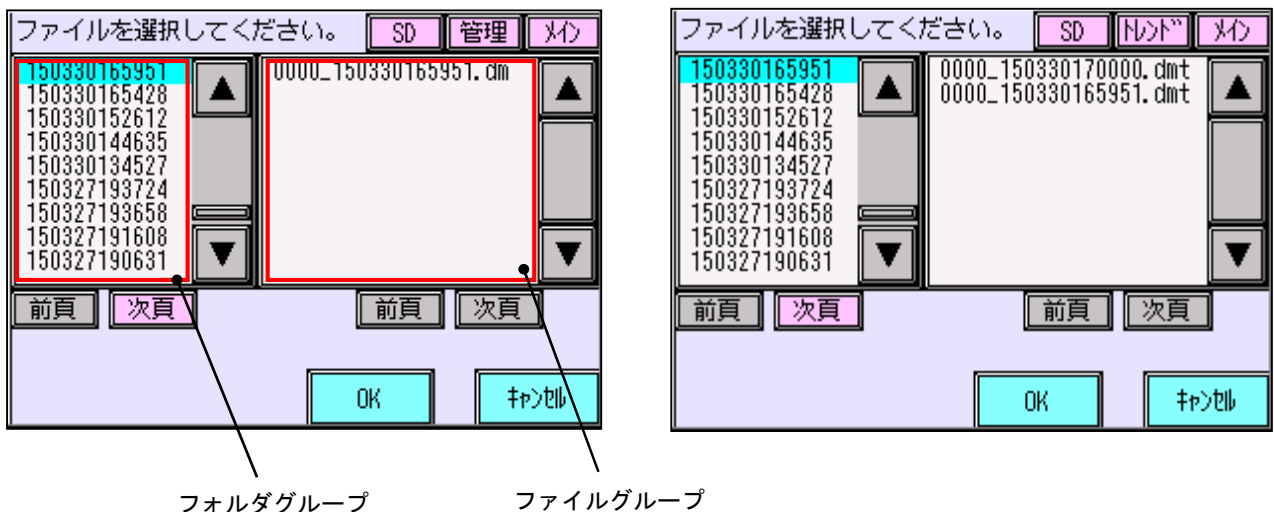 ファイルを選択してください。 SD 管理 ﾒｲﾝ
150330165951
150330165428
150330152612
150330144635
150330134527
150327193724
150327193658
150327191608
150327190631
0000_150330165951.dm
▲
▲
▼
▼
前頁 次頁 前頁 次頁
OK ｷｬﾝｾﾙ
フォルダグループ
ファイルグループ
ファイルを選択してください。 SD ﾄﾚﾝﾄﾞ ﾒｲﾝ
150330165951
150330165428
150330152612
150330144635
150330134527
150327193724
150327193658
150327191608
150327190631
0000_150330170000.dmt
0000_150330165951.dmt
▲
▲
▼
▼
前頁 次頁 前頁 次頁
OK ｷｬﾝｾﾙ